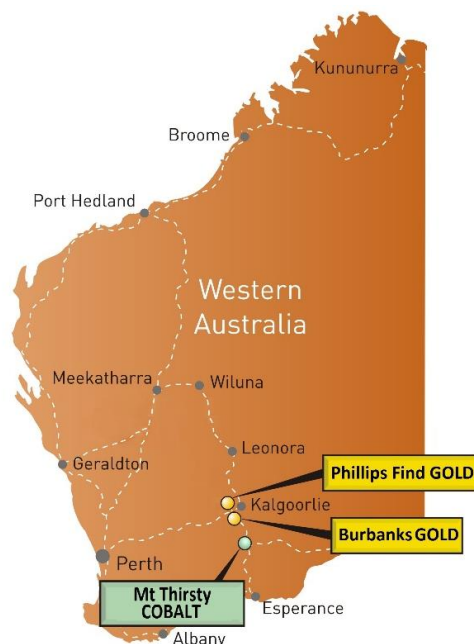 Kununurra
Broome
Port Hedland
Western
Australia
Meekatharra
Wiluna
Leonora
Geraldton
Phillips Find GOLD
Kalgoorlie
Burbanks GOLD
Perth
Mt Thirsty
COBALT
Esperance
Albany